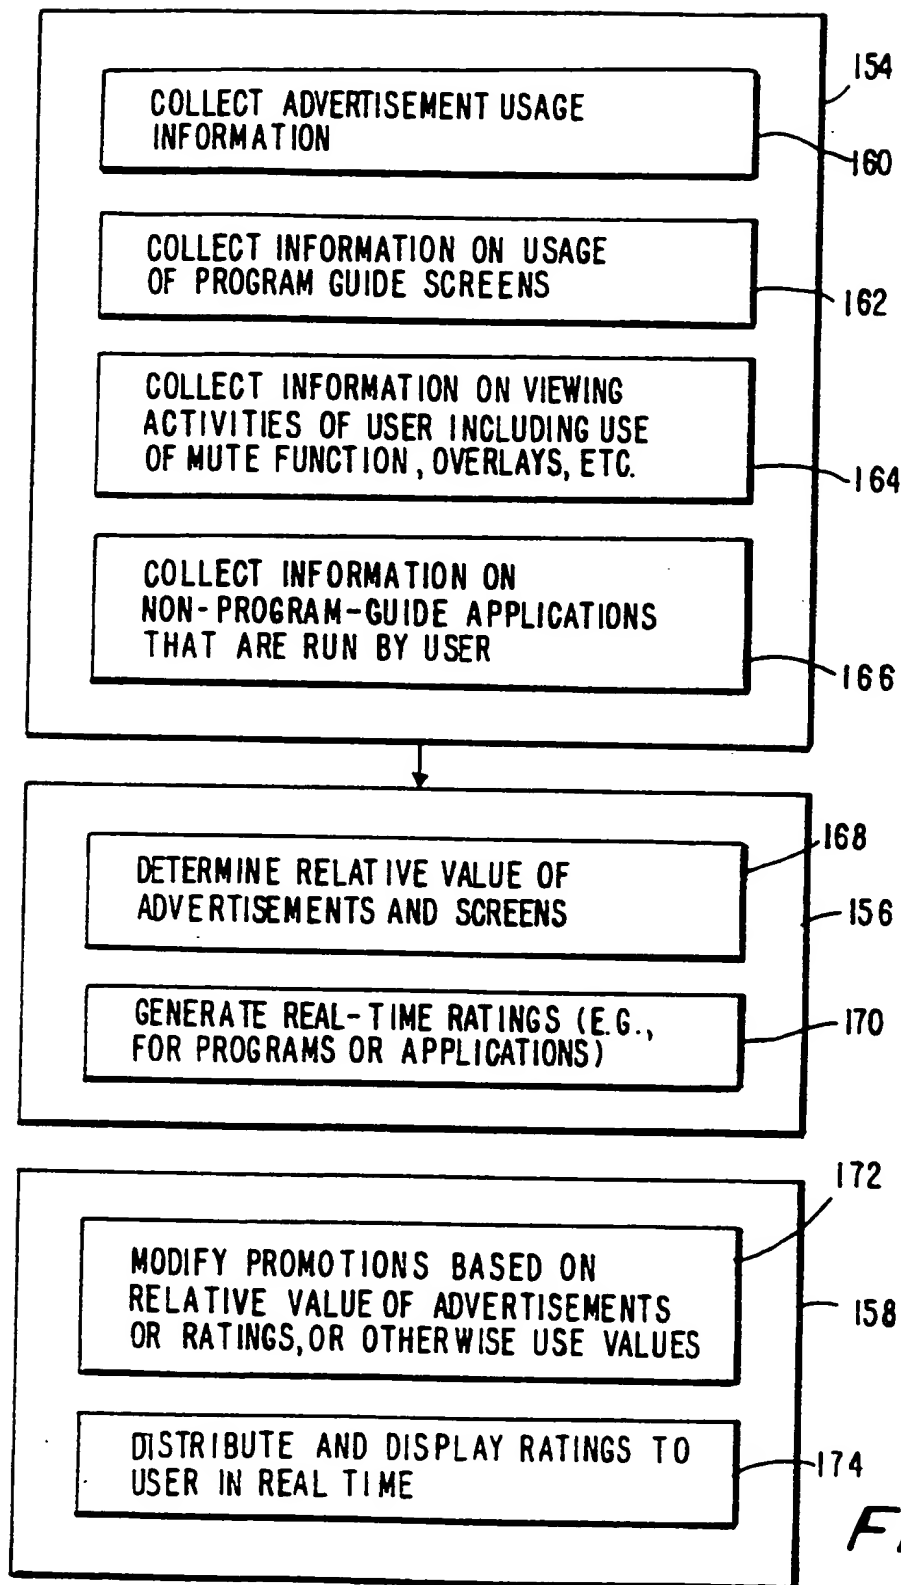 154
COLLECT ADVERTISEMENT USAGE
INFORMATION
160
COLLECT INFORMATION ON USAGE
OF PROGRAM GUIDE SCREENS
162
COLLECT INFORMATION ON VIEWING
ACTIVITIES OF USER INCLUDING USE
OF MUTE FUNCTION, OVERLAYS, ETC.
164
COLLECT INFORMATION ON
NON-PROGRAM-GUIDE APPLICATIONS
THAT ARE RUN BY USER
166
168
DETERMINE RELATIVE VALUE OF
ADVERTISEMENTS AND SCREENS
156
GENERATE REAL-TIME RATINGS (E.G.,
FOR PROGRAMS OR APPLICATIONS)
170
172
MODIFY PROMOTIONS BASED ON
RELATIVE VALUE OF ADVERTISEMENTS
OR RATINGS, OR OTHERWISE USE VALUES
158
DISTRIBUTE AND DISPLAY RATINGS TO
USER IN REAL TIME
174